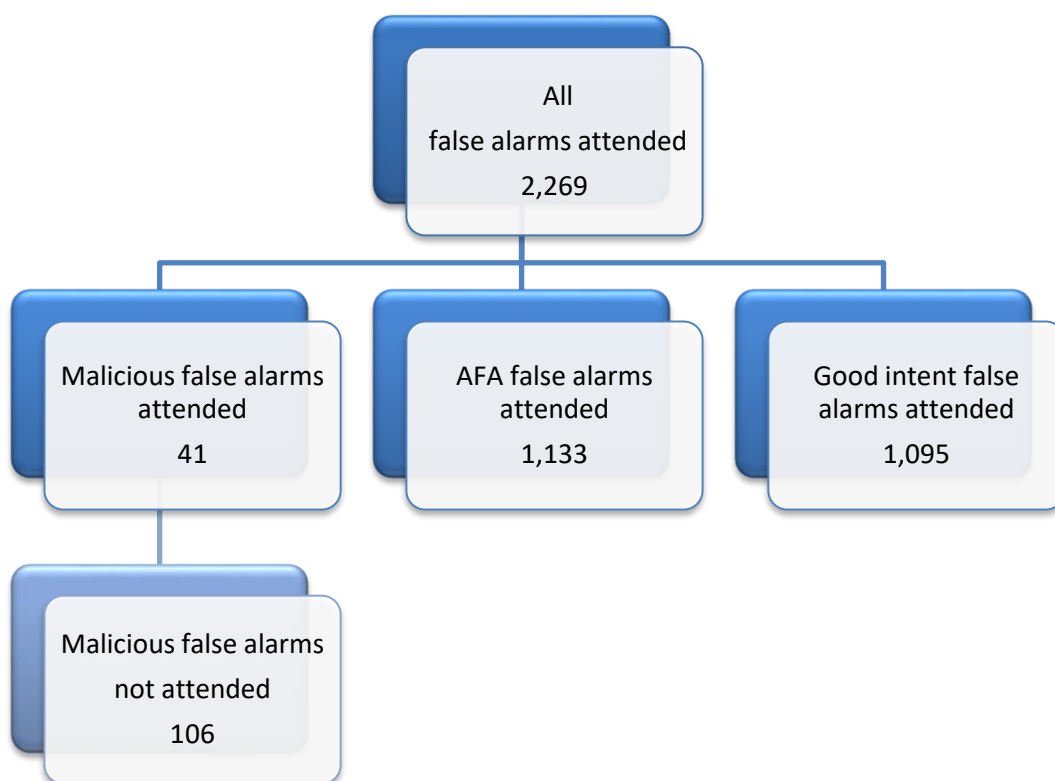 All
false alarms attended
2,269
Malicious false alarms
attended
41
AFA false alarms
attended
1,133
Good intent false
alarms attended
1,095
Malicious false alarms
not attended
106